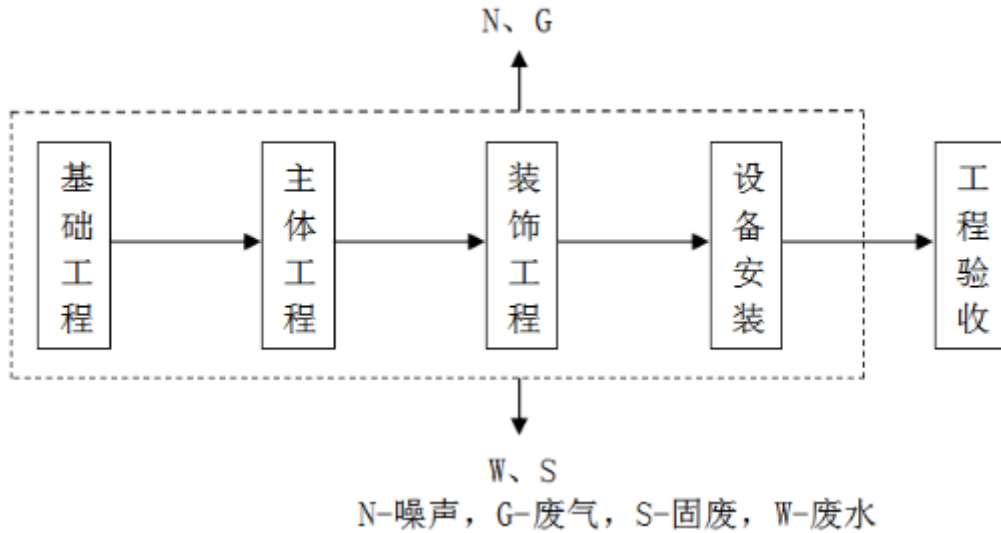 N、G
基础工程
主体工程
装饰工程
设备安装
工程验收
W、S
N-噪声，G-废气，S-固废，W-废水